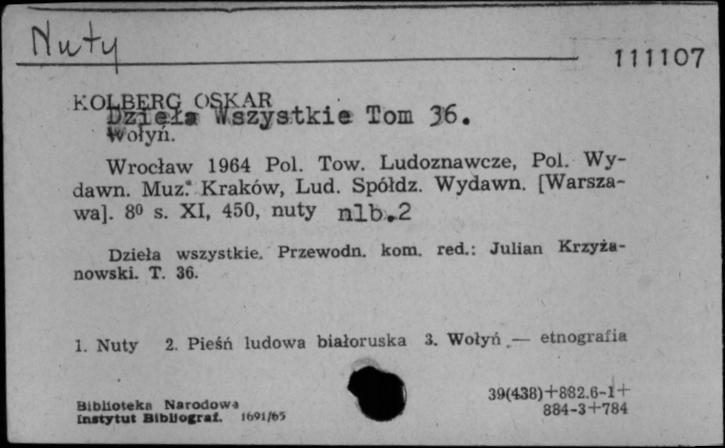 Nuty
111107
KOLBERG OSKAR
Dzieła Wszystkie Tom 36.
Wołyń.
Wrocław 1964 Pol. Tow. Ludoznawcze, Pol. Wy-
dawn. Muz. Kraków, Lud. Spółdz. Wydawn. [Warsza-
wa]. 8⁰ s. XI, 450, nuty nlb.2
Dzieła wszystkie. Przewodn. kom. red.: Julian Krzyża-
nowski. T. 36.
1. Nuty 2. Pieśń ludowa białoruska 3. Wołyń — etnografia
Biblioteka Narodowa
Instytut Bibliograf. 1691/65
39(438)+882.6-1+
884-3+784